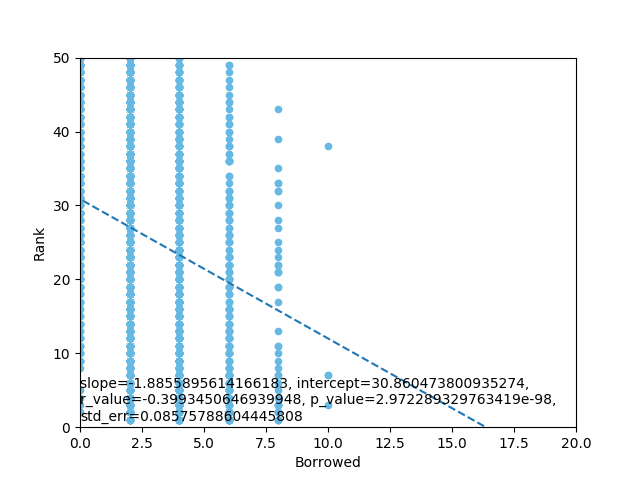 50
40
30
20
10
0
Rank
slope=-1.8855895614166183, intercept=30.860473800935274,
r_value=-0.3993450646939948, p_value=2.972289329763419e-98,
std_err=0.08575788604445808
0.0 2.5 5.0 7.5 10.0 12.5 15.0 17.5 20.0
Borrowed